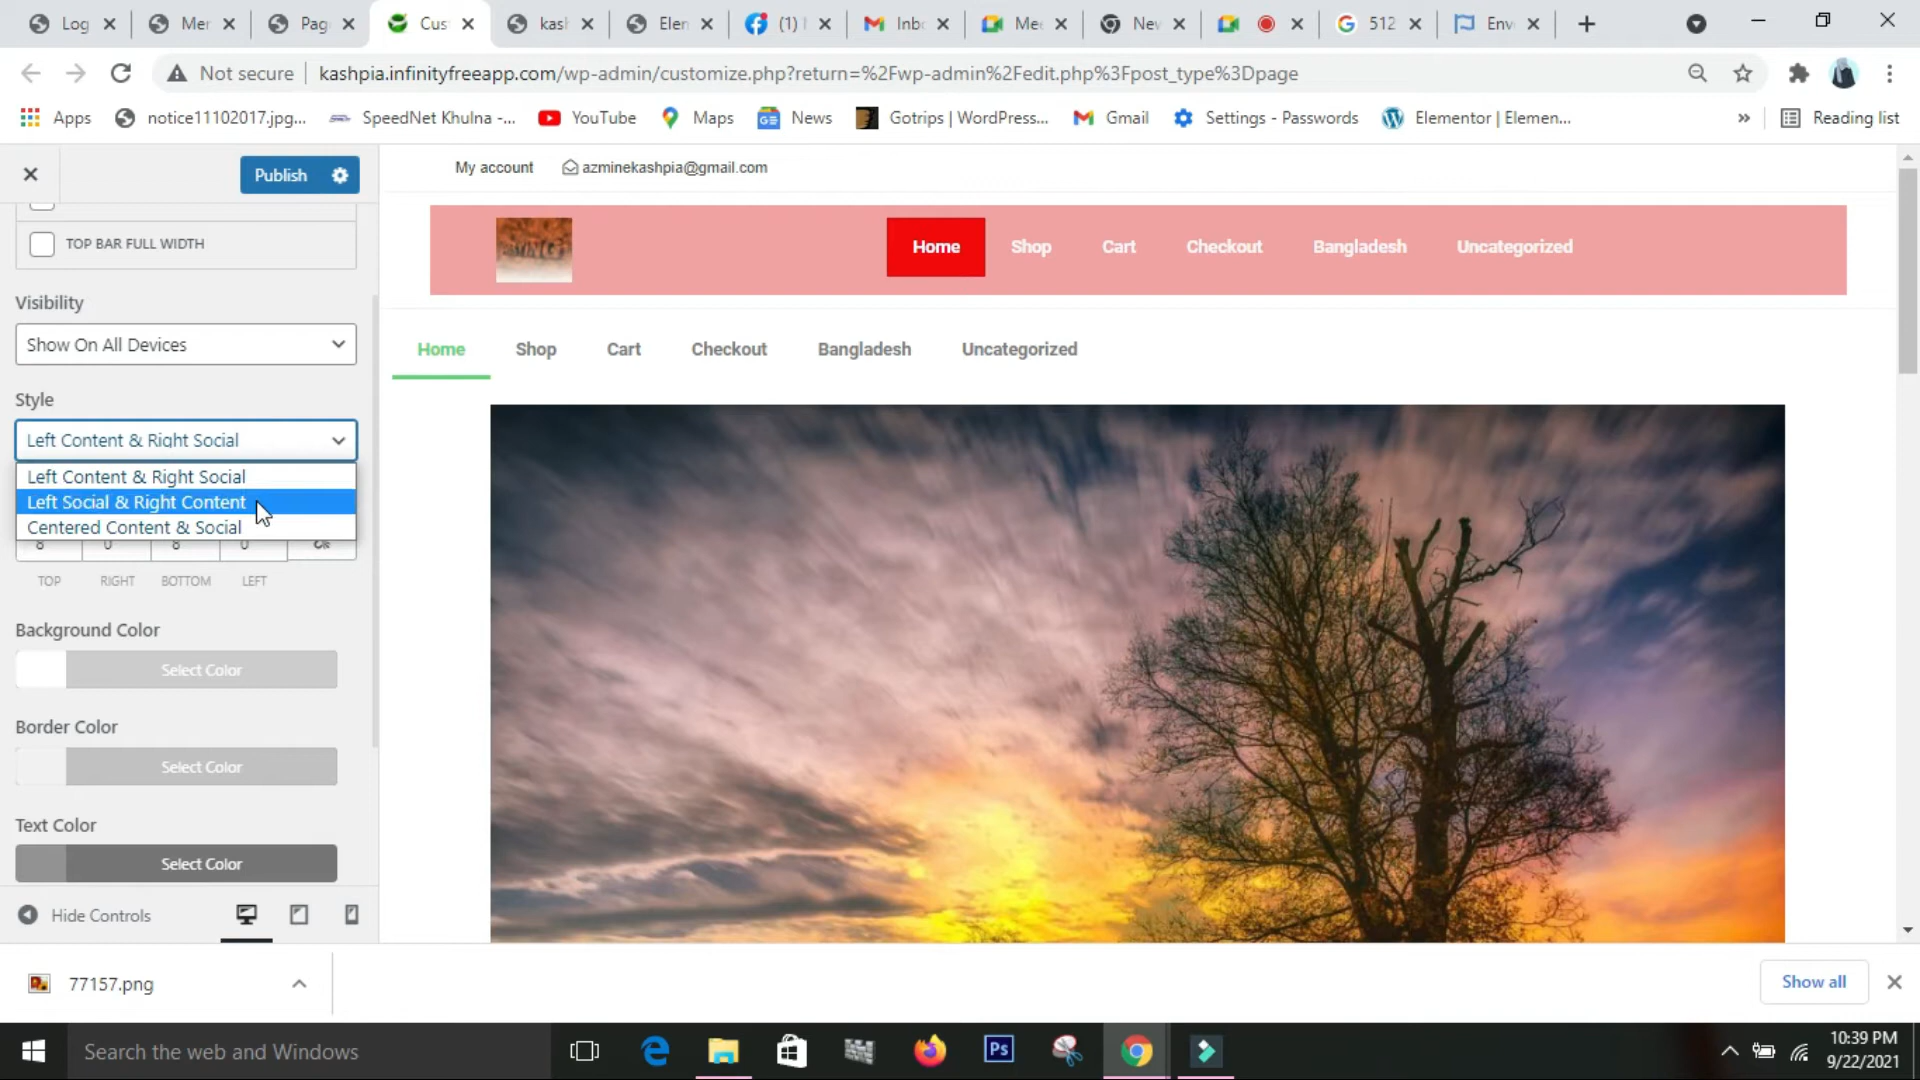 Log
Mer
Pag
Cus
kas
Elen
(1)
Inb
Me
New
512
Env
Not secure
kashpia.infinityfreeapp.com/wp-admin/customize.php?return=%2Fwp-admin%2Fedit.php%3Fpost_type%3Dpage
Apps
notice11102017.jpg...
SpeedNet Khulna -...
YouTube
Maps
News
Gotrips | WordPress...
Gmail
Settings - Passwords
Elementor | Elemen...
»
Reading list
Publish
My account
azminekashpia@gmail.com
TOP BAR FULL WIDTH
Home
Shop
Cart
Checkout
Bangladesh
Uncategorized
Visibility
Show On All Devices
Home
Shop
Cart
Checkout
Bangladesh
Uncategorized
Style
Left Content & Right Social
Left Content & Right Social
Left Social & Right Content
Centered Content & Social
8
0
8
0
TOP
RIGHT
BOTTOM
LEFT
Background Color
Select Color
Border Color
Select Color
Text Color
Select Color
Hide Controls
77157.png
Show all
Search the web and Windows
Ps
10:39 PM
9/22/2021